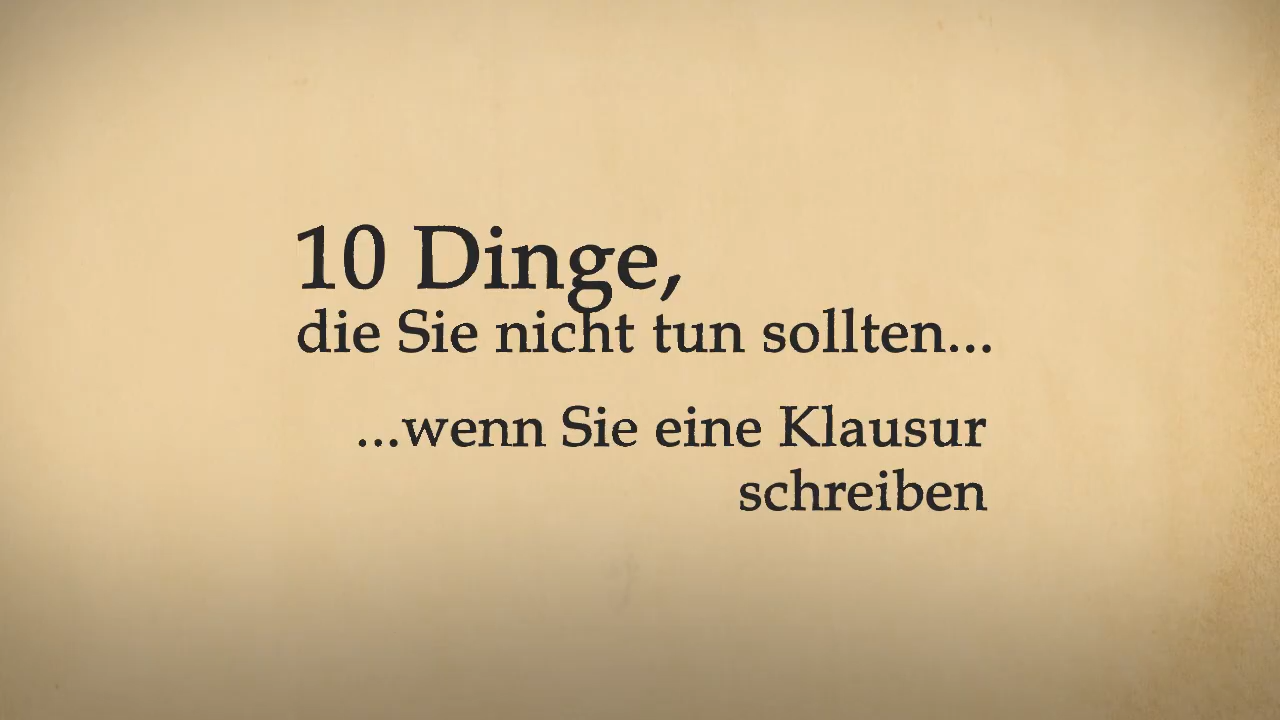 10 Dinge,
die Sie nicht tun sollten...
...wenn Sie eine Klausur
schreiben